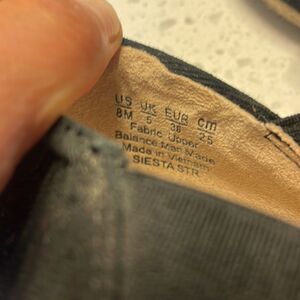 US UK EUR cm
8M 5 38 25
Fabric Upper
Balance Man Made
Made in Vietnam
SIESTA STR